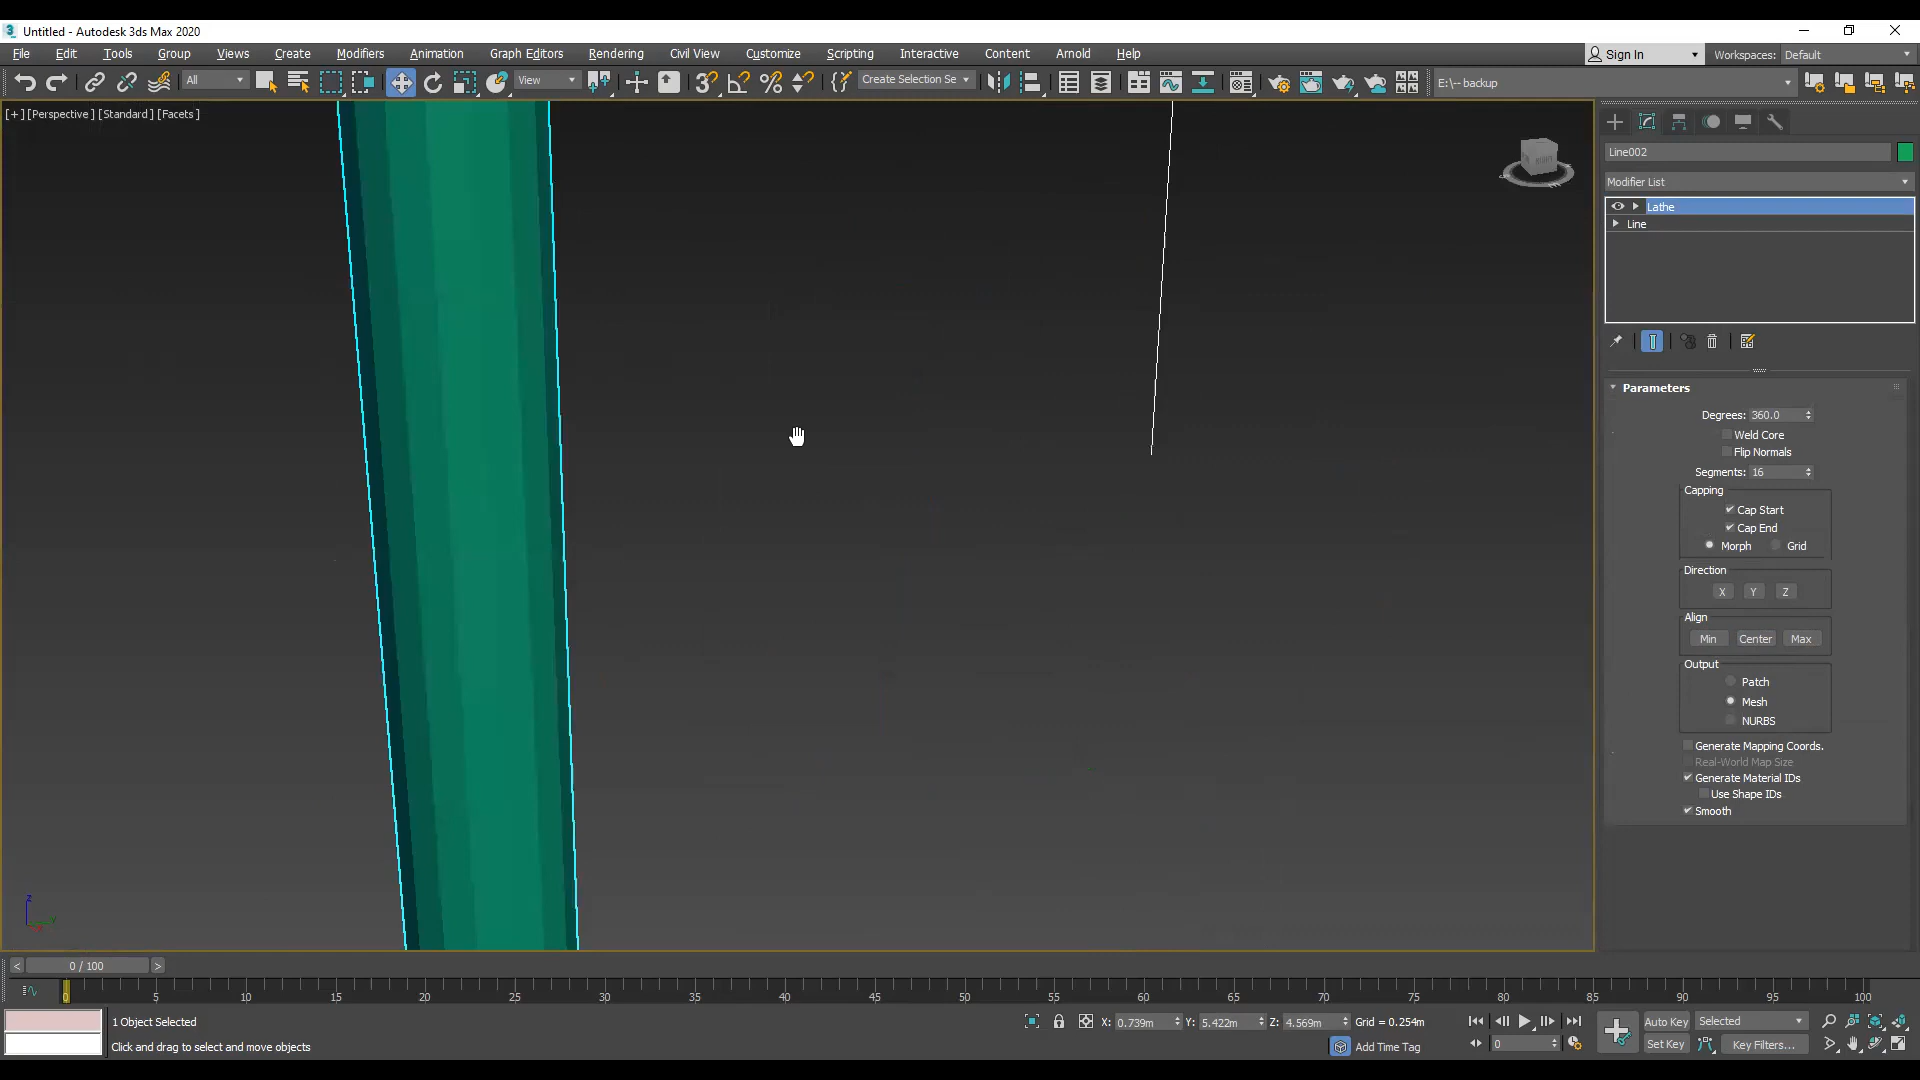 Untitled - Autodesk 3ds Max 2020
File Edit Tools Group Views Create Modifiers Animation Graph Editors Rendering Civil View Customize Scripting Interactive Content Arnold Help
Sign In Workspaces: Default
All View Create Selection Se E:\-- backup
[+] [Perspective ] [Standard ] [Facets ]
Line002
Modifier List
Lathe
Line
Parameters
Degrees: 360.0
Weld Core
Flip Normals
Segments: 16
Capping
Cap Start
Cap End
Morph Grid
Direction
X Y Z
Align
Min Center Max
Output
Patch
Mesh
NURBS
Generate Mapping Coords.
Real-World Map Size
Generate Material IDs
Use Shape IDs
Smooth
z
< 0 / 100 >
0 5 10 15 20 25 30 35 40 45 50 55 60 65 70 75 80 85 90 95 100
1 Object Selected X: 0.739m Y: 5.422m Z: 4.569m Grid = 0.254m Auto Key Selected
Click and drag to select and move objects Add Time Tag 0 Set Key Key Filters...